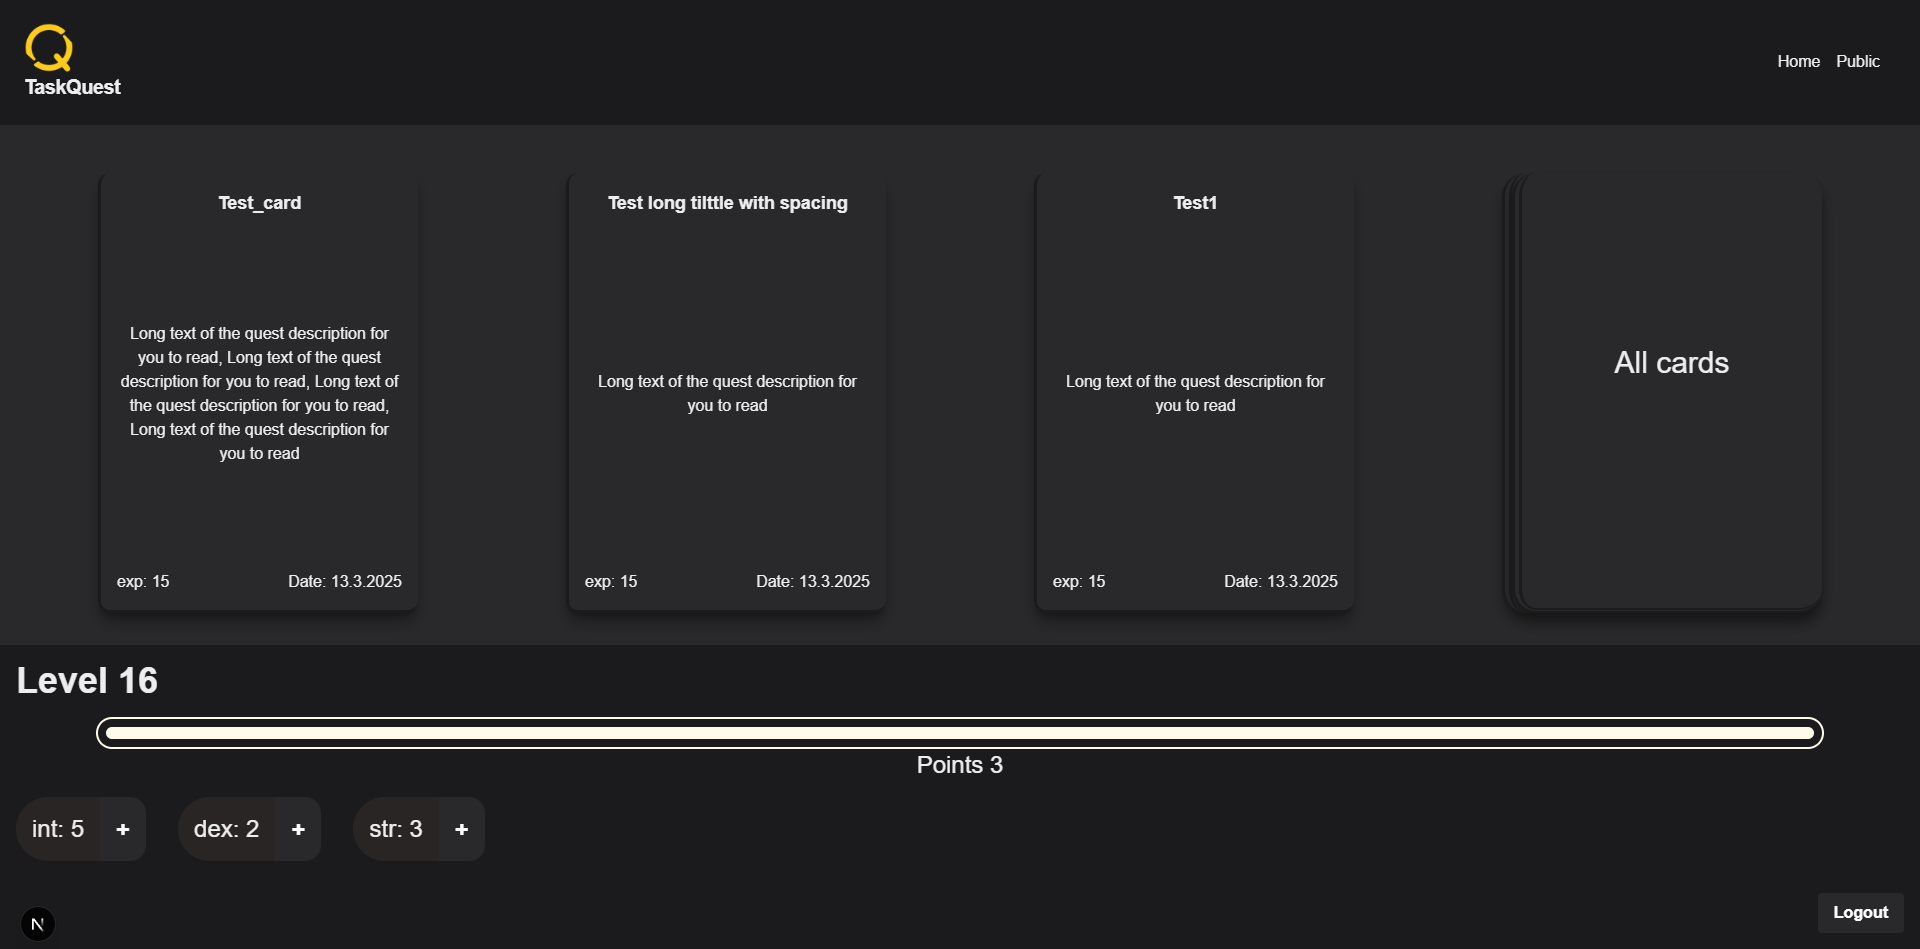 TaskQuest
Home Public
Test_card
Long text of the quest description for
you to read, Long text of the quest
description for you to read, Long text of
the quest description for you to read,
Long text of the quest description for
you to read
exp: 15 Date: 13.3.2025
Test long tilttle with spacing
Long text of the quest description for
you to read
exp: 15 Date: 13.3.2025
Test1
Long text of the quest description for
you to read
exp: 15 Date: 13.3.2025
All cards
Level 16
Points 3
int: 5 +
dex: 2 +
str: 3 +
N
Logout